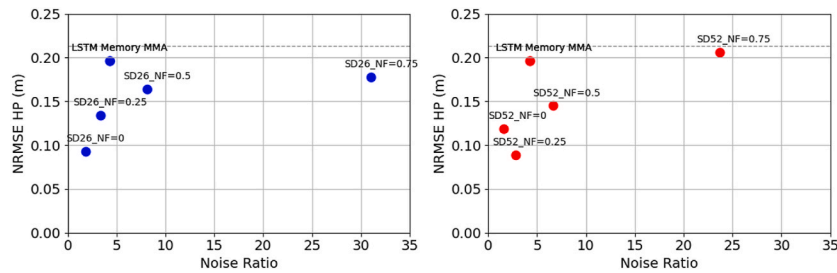 0.25
0.20
0.15
0.10
0.05
0.00
NRMSE HP (m)
LSTM Memory MMA
SD26_NF=0.75
SD26_NF=0.5
SD26_NF=0.25
SD26_NF=0
0 5 10 15 20 25 30 35
Noise Ratio
0.25
0.20
0.15
0.10
0.05
0.00
NRMSE HP (m)
SD52_NF=0.75
LSTM Memory MMA
SD52_NF=0.5
SD52_NF=0
SD52_NF=0.25
0 5 10 15 20 25 30 35
Noise Ratio